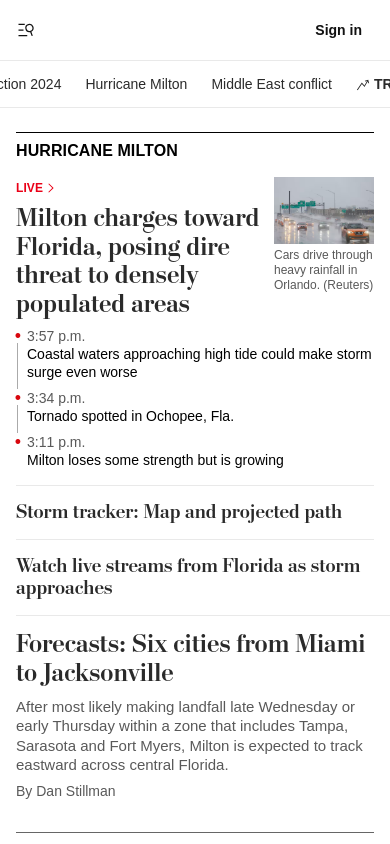 Sign in
ction 2024 Hurricane Milton Middle East conflict TR
HURRICANE MILTON
LIVE
Milton charges toward
Florida, posing dire
threat to densely
populated areas
Cars drive through
heavy rainfall in
Orlando. (Reuters)
3:57 p.m.
Coastal waters approaching high tide could make storm
surge even worse
3:34 p.m.
Tornado spotted in Ochopee, Fla.
3:11 p.m.
Milton loses some strength but is growing
Storm tracker: Map and projected path
Watch live streams from Florida as storm
approaches
Forecasts: Six cities from Miami
to Jacksonville
After most likely making landfall late Wednesday or
early Thursday within a zone that includes Tampa,
Sarasota and Fort Myers, Milton is expected to track
eastward across central Florida.
By Dan Stillman